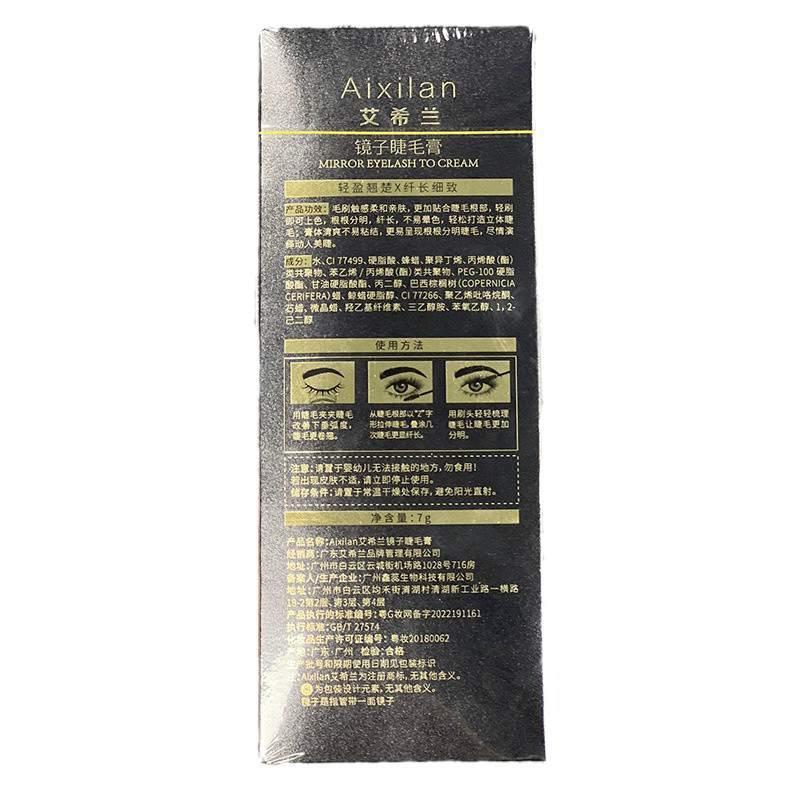 Aixilan
艾希兰
镜子睫毛膏
MIRROR EYELASH TO CREAM
轻盈翘楚X纤长细致
产品功效：毛刷触感柔和亲肤，更加贴合睫毛根部，轻刷
即可上色，根根分明，纤长，不易晕色，轻松打造立体睫
毛；膏体清爽不易粘结，更易呈现根根分明睫毛，尽情演
绎动人美睫。
成分：水、CI 77499、硬脂酸、蜂蜡、聚异丁烯、丙烯酸（酯）
类共聚物、苯乙烯/丙烯酸（酯）类共聚物、PEG-100 硬脂
酸酯、甘油硬脂酸酯、丙二醇、巴西棕榈树（COPERNICIA
CERIFERA）蜡、鲸蜡硬脂醇、CI 77266、聚乙烯吡咯烷酮、
石蜡、微晶蜡、羟乙基纤维素、三乙醇胺、苯氧乙醇、1，2-
己二醇
使用方法
用睫毛夹夹睫毛
改善下垂弧度，
睫毛更卷翘。
从睫毛根部以“Z”字
形拉伸睫毛，叠涂几
次睫毛更显纤长。
用刷头轻轻梳理
睫毛让睫毛更加
分明。
注意：请置于婴幼儿无法接触的地方，勿食用！
若出现皮肤不适，请立即停止使用。
储存条件：请置于常温干燥处保存，避免阳光直射。
净含量：7g
产品名称：Aixilan艾希兰镜子睫毛膏
经销商：广东艾希兰品牌管理有限公司
地址：广州市白云区云城街机场路1028号716房
备案人/生产企业：广州鑫蕊生物科技有限公司
地址：广州市白云区均禾街清湖村清湖新工业路一横路
18-2第2层、第3层、第4层
产品执行的标准编号：粤G妆网备字2022191161
执行标准：GB/T 27574
化妆品生产许可证编号：粤妆20180062
产地：广东·广州 检验：合格
生产批号和限期使用日期见包装标识
注：Aixilan艾希兰为注册商标，无其他含义。
为包装设计元素，无其他含义。
镜子是指管带一面镜子